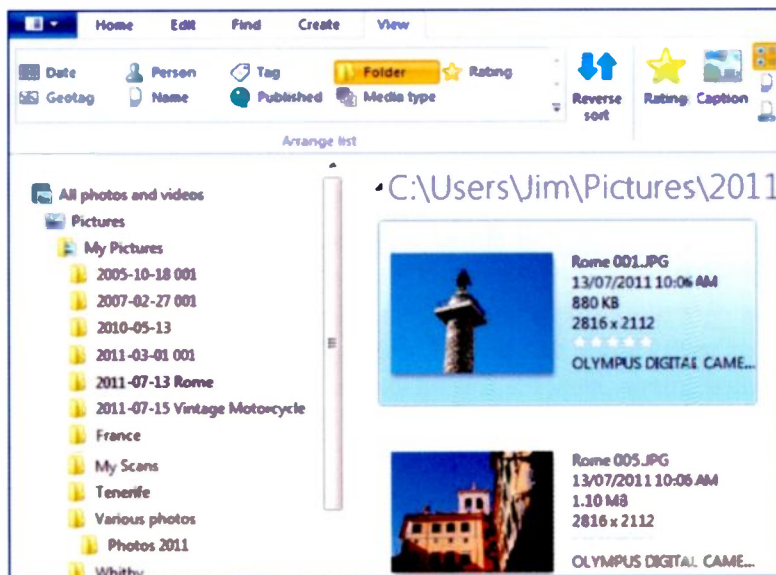 Home Edit Find Create View
Date Person Tag Folder Rating
Geotag Name Published Media type
Reverse sort
Rating Caption
Arrange list
All photos and videos
Pictures
My Pictures
2005-10-18 001
2007-02-27 001
2010-05-13
2011-03-01 001
2011-07-13 Rome
2011-07-15 Vintage Motorcycle
France
My Scans
Tenerife
Various photos
Photos 2011
Whitby
C:\Users\Jim\Pictures\2011
Rome 001.JPG
13/07/2011 10:06 AM
880 KB
2816 x 2112
OLYMPUS DIGITAL CAME...
Rome 005.JPG
13/07/2011 10:06 AM
1.10 MB
2816 x 2112
OLYMPUS DIGITAL CAME...